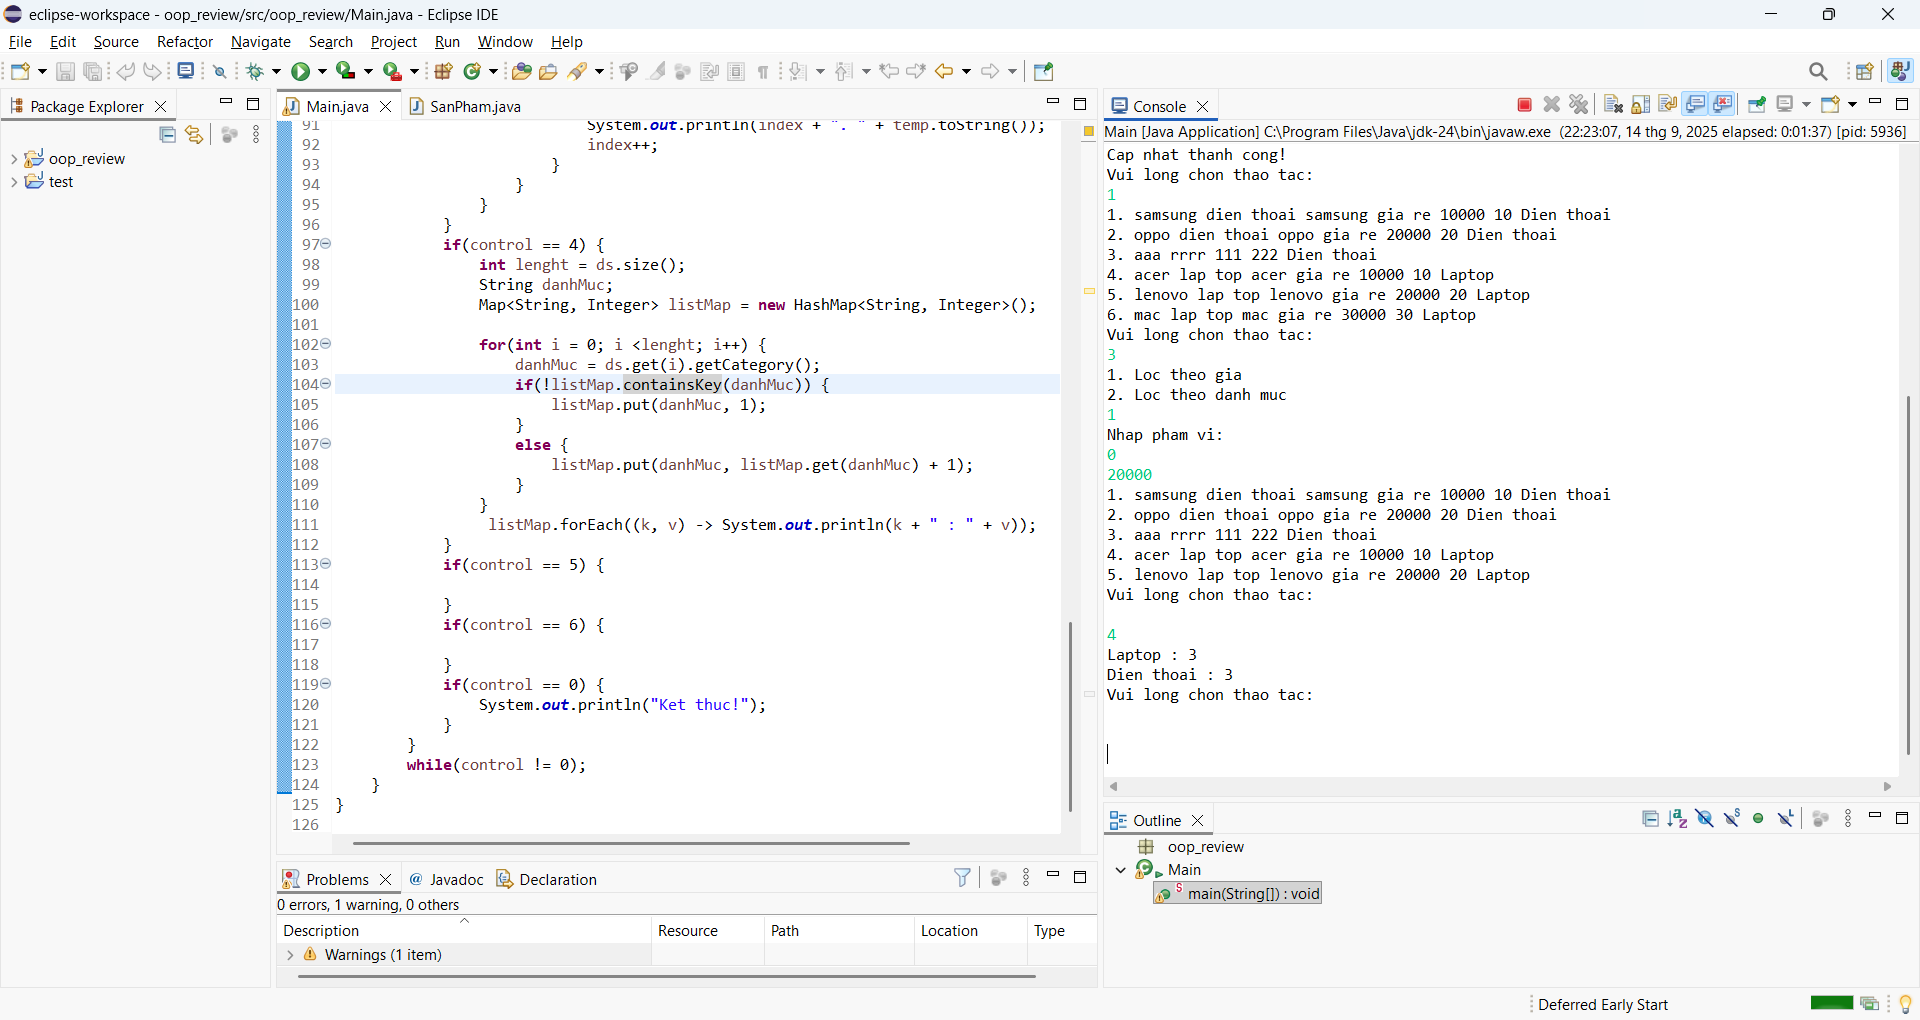 eclipse-workspace - oop_review/src/oop_review/Main.java - Eclipse IDE
File Edit Source Refactor Navigate Search Project Run Window Help
Package Explorer
oop_review
test
Main.java
SanPham.java
91 System.out.println(index + ". " + temp.toString());
92 index++;
93 }
94 }
95 }
96 }
97 if(control == 4) {
98 int lenght = ds.size();
99 String danhMuc;
100 Map<String, Integer> listMap = new HashMap<String, Integer>();
101
102 for(int i = 0; i <lenght; i++) {
103 danhMuc = ds.get(i).getCategory();
104 if(!listMap.containsKey(danhMuc)) {
105 listMap.put(danhMuc, 1);
106 }
107 else {
108 listMap.put(danhMuc, listMap.get(danhMuc) + 1);
109 }
110 }
111 listMap.forEach((k, v) -> System.out.println(k + " : " + v));
112 }
113 if(control == 5) {
114
115 }
116 if(control == 6) {
117
118 }
119 if(control == 0) {
120 System.out.println("Ket thuc!");
121 }
122 }
123 while(control != 0);
124 }
125 }
126
Problems @ Javadoc Declaration
0 errors, 1 warning, 0 others
Description Resource Path Location Type
Warnings (1 item)
Console
Main [Java Application] C:\Program Files\Java\jdk-24\bin\javaw.exe (22:23:07, 14 thg 9, 2025 elapsed: 0:01:37) [pid: 5936]
Cap nhat thanh cong!
Vui long chon thao tac:
1
1. samsung dien thoai samsung gia re 10000 10 Dien thoai
2. oppo dien thoai oppo gia re 20000 20 Dien thoai
3. aaa rrrr 111 222 Dien thoai
4. acer lap top acer gia re 10000 10 Laptop
5. lenovo lap top lenovo gia re 20000 20 Laptop
6. mac lap top mac gia re 30000 30 Laptop
Vui long chon thao tac:
3
1. Loc theo gia
2. Loc theo danh muc
1
Nhap pham vi:
0
20000
1. samsung dien thoai samsung gia re 10000 10 Dien thoai
2. oppo dien thoai oppo gia re 20000 20 Dien thoai
3. aaa rrrr 111 222 Dien thoai
4. acer lap top acer gia re 10000 10 Laptop
5. lenovo lap top lenovo gia re 20000 20 Laptop
Vui long chon thao tac:
4
Laptop : 3
Dien thoai : 3
Vui long chon thao tac:
Outline
oop_review
Main
main(String[]) : void
Deferred Early Start